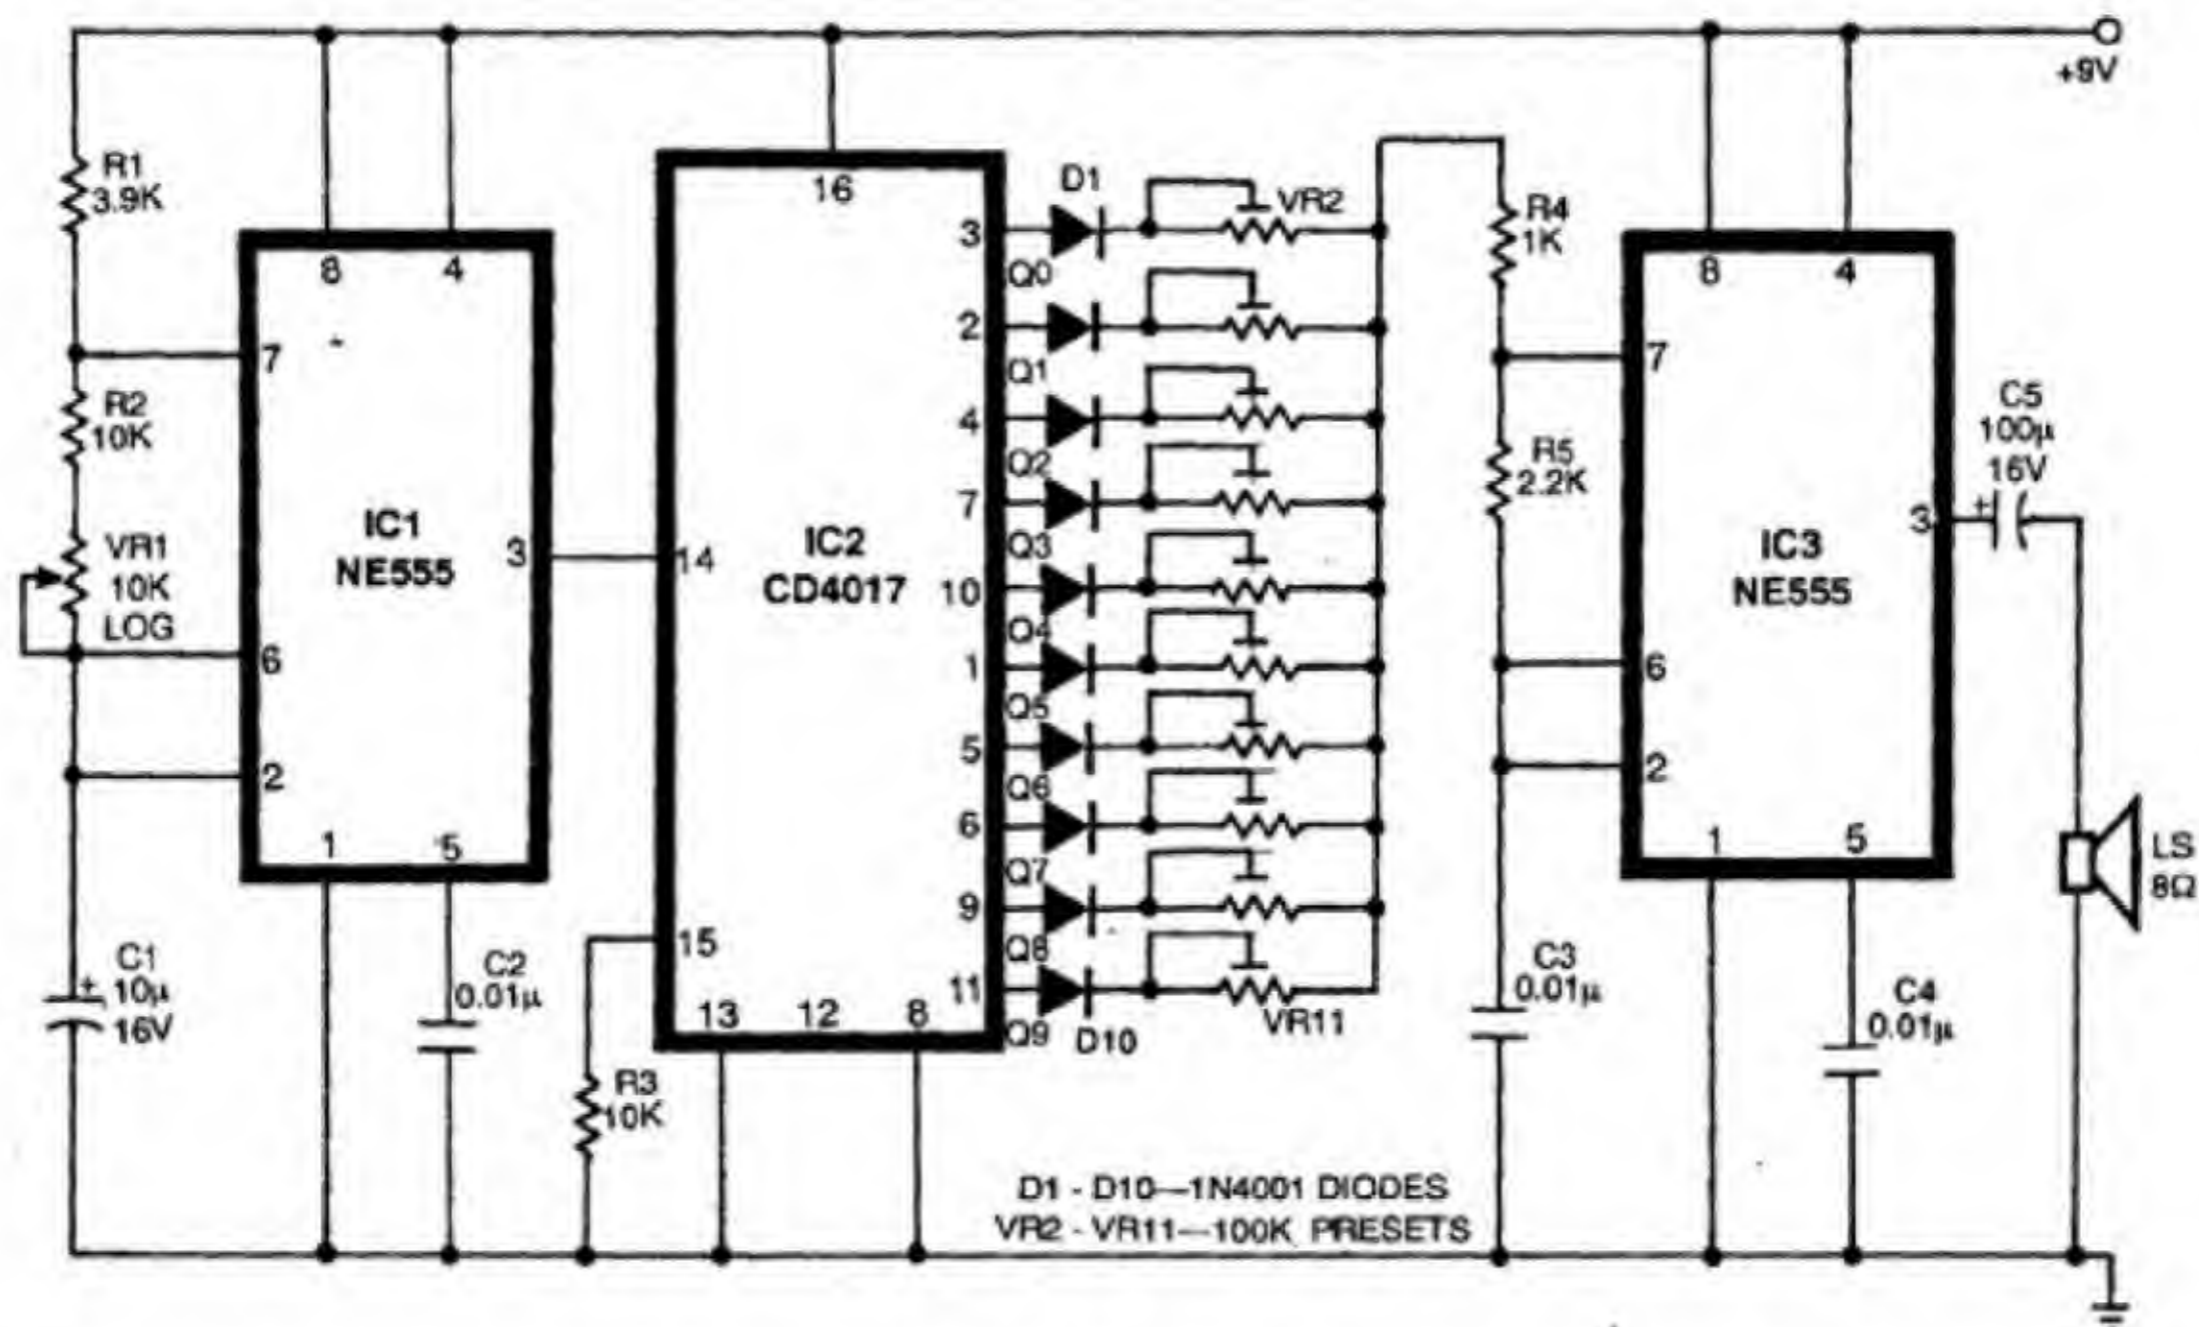 +9V
R1
3.9K
R2
10K
VR1
10K
LOG
C1
+
10µ
16V
8
4
7
6
2
3
1
5
IC1
NE555
C2
0.01µ
16
14
15
13
12
8
IC2
CD4017
R3
10K
3
Q0
2
Q1
4
Q2
7
Q3
10
Q4
1
Q5
5
Q6
6
Q7
9
Q8
11
Q9
D1
VR2
D10
VR11
R4
1K
R5
2.2K
C3
0.01µ
8
4
7
6
2
3
1
5
IC3
NE555
C4
0.01µ
C5
100µ
16V
+
LS
8Ω
D1 - D10—1N4001 DIODES
VR2 - VR11—100K PRESETS